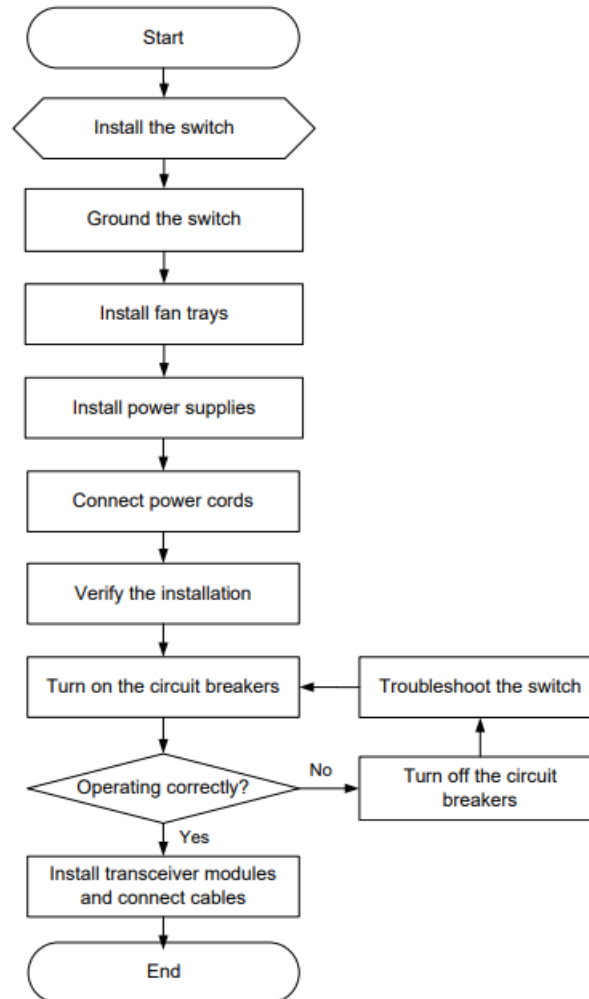 Start
Install the switch
Ground the switch
Install fan trays
Install power supplies
Connect power cords
Verify the installation
Turn on the circuit breakers
Troubleshoot the switch
Operating correctly?
No
Turn off the circuit
breakers
Yes
Install transceiver modules
and connect cables
End